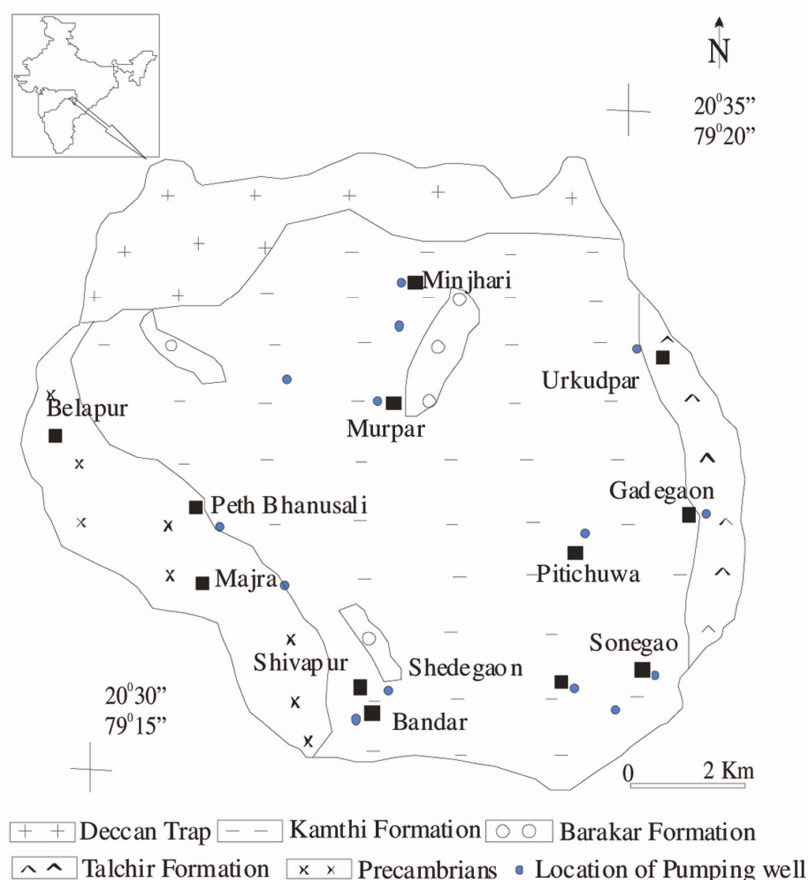 N
20⁰35”
79⁰20”
Minjhari
Urkudpar
Belapur
Murpar
Gadegaon
Peth Bhanusali
Pitichuwa
Majra
Sonegao
Shivapur
Shedegaon
20⁰30”
79⁰15”
Bandar
0 2 Km
Deccan Trap Kamthi Formation Barakar Formation
Talchir Formation Precambrians Location of Pumping well